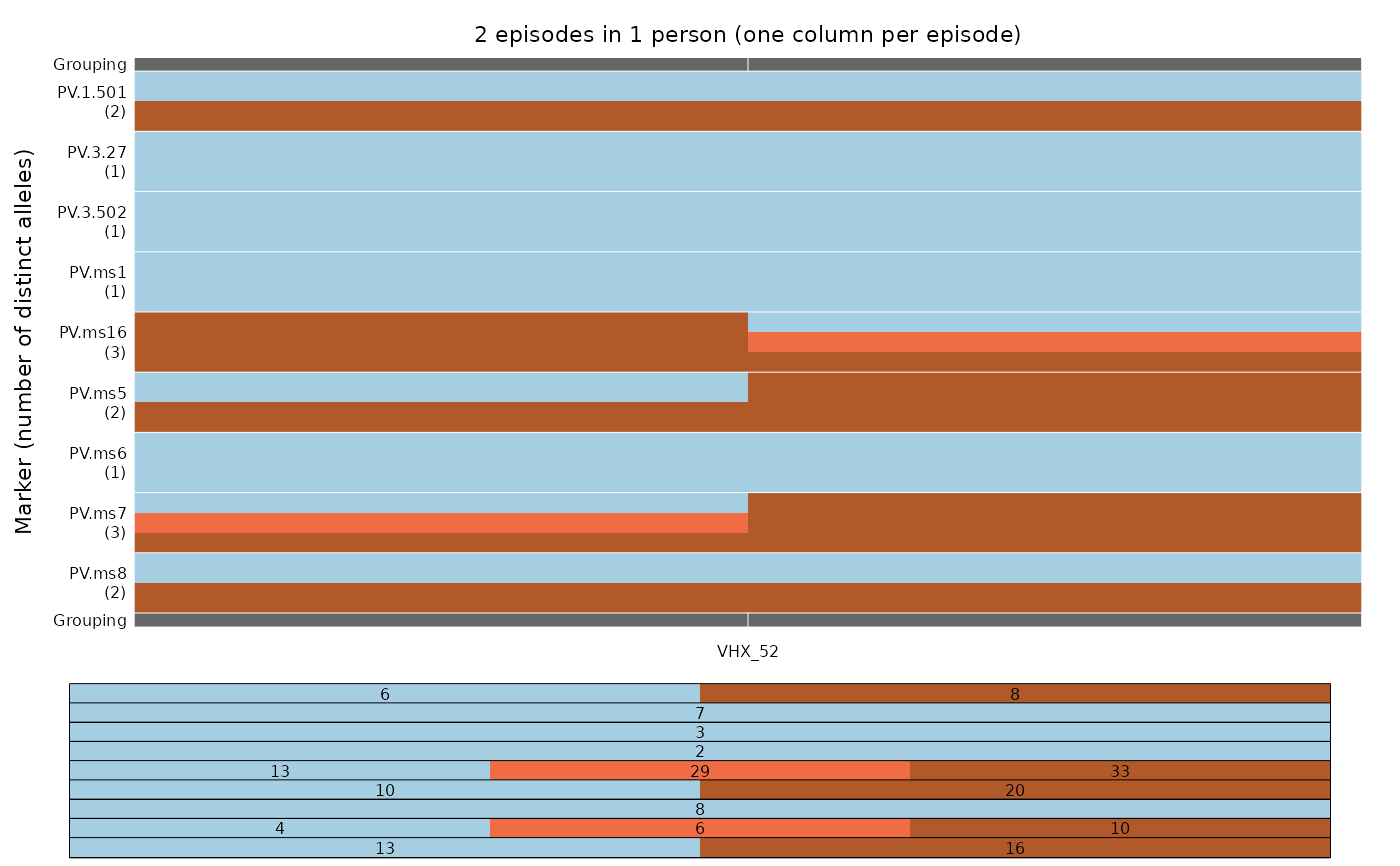 2 episodes in 1 person (one column per episode)
Marker (number of distinct alleles)
Grouping
PV.1.501
(2)
PV.3.27
(1)
PV.3.502
(1)
PV.ms1
(1)
PV.ms16
(3)
PV.ms5
(2)
PV.ms6
(1)
PV.ms7
(3)
PV.ms8
(2)
Grouping
VHX_52
6 8
7
3
2
13 29 33
10 20
8
4 6 10
13 16